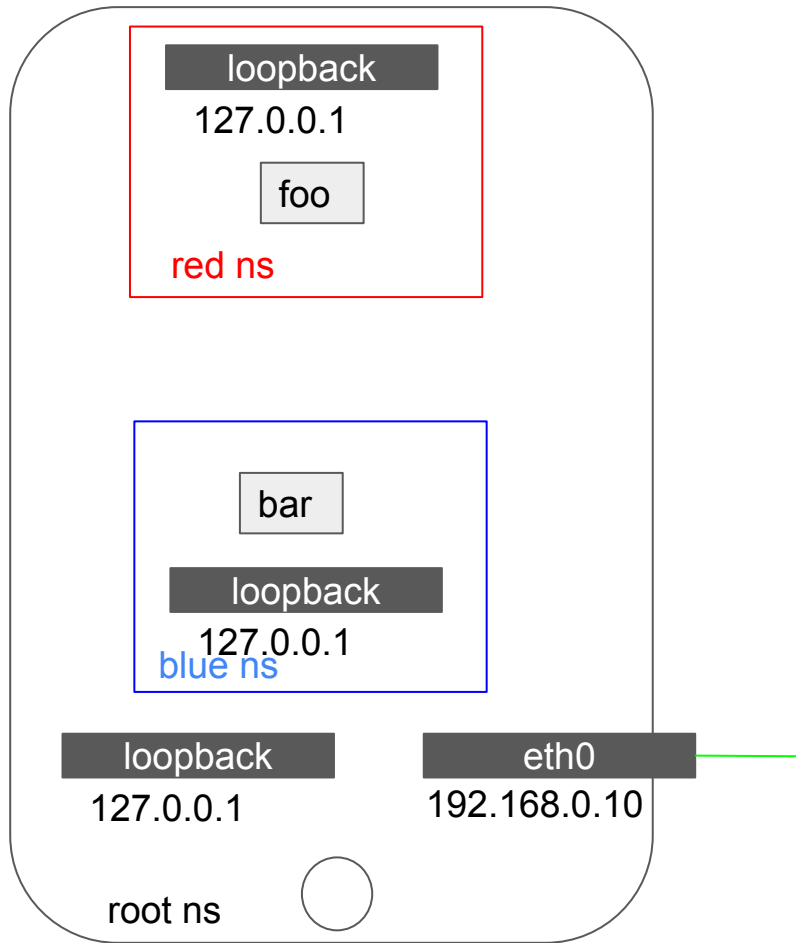 loopback
127.0.0.1
foo
red ns
bar
loopback
127.0.0.1
blue ns
loopback
127.0.0.1
eth0
192.168.0.10
root ns